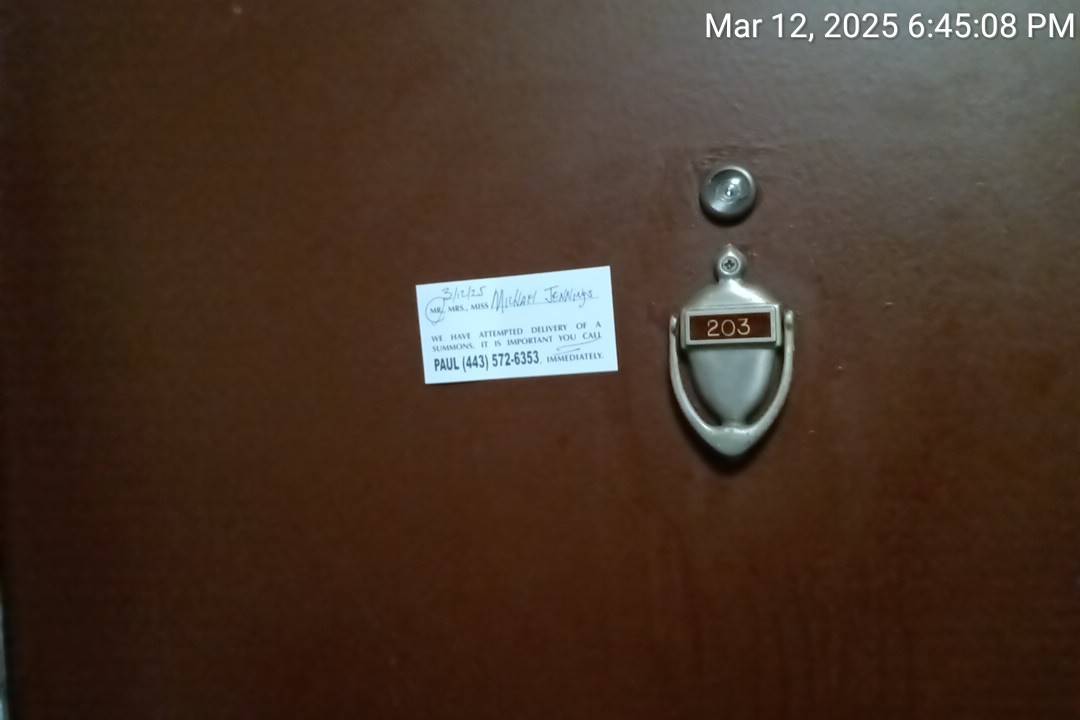 Mar 12, 2025 6:45:08 PM
3/12/25
MR., MRS., MISS Michael Jennings
WE HAVE ATTEMPTED DELIVERY OF A
SUMMONS. IT IS IMPORTANT YOU CALL
PAUL (443) 572-6353, IMMEDIATELY.
203